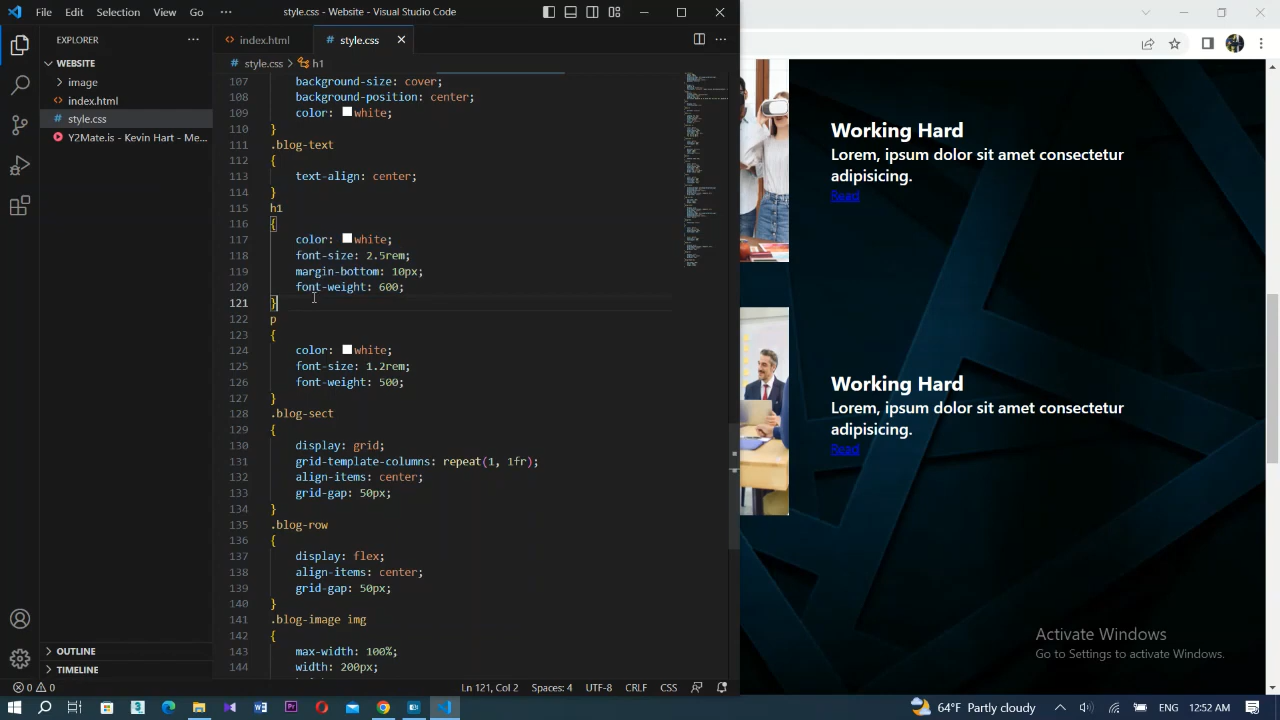 File Edit Selection View Go ··· style.css - Website - Visual Studio Code
EXPLORER ···
WEBSITE
image
index.html
# style.css
Y2Mate.is - Kevin Hart - Me...
OUTLINE
TIMELINE
index.html # style.css
# style.css > h1
107 background-size: cover;
108 background-position: center;
109 color: white;
110 }
111 .blog-text
112 {
113 text-align: center;
114 }
115 h1
116 {
117 color: white;
118 font-size: 2.5rem;
119 margin-bottom: 10px;
120 font-weight: 600;
121 }
122 p
123 {
124 color: white;
125 font-size: 1.2rem;
126 font-weight: 500;
127 }
128 .blog-sect
129 {
130 display: grid;
131 grid-template-columns: repeat(1, 1fr);
132 align-items: center;
133 grid-gap: 50px;
134 }
135 .blog-row
136 {
137 display: flex;
138 align-items: center;
139 grid-gap: 50px;
140 }
141 .blog-image img
142 {
143 max-width: 100%;
144 width: 200px;
0 0 Ln 121, Col 2 Spaces: 4 UTF-8 CRLF CSS
Working Hard
Lorem, ipsum dolor sit amet consectetur
adipisicing.
Read
Working Hard
Lorem, ipsum dolor sit amet consectetur
adipisicing.
Read
Activate Windows
Go to Settings to activate Windows.
64°F Partly cloudy ENG 12:52 AM